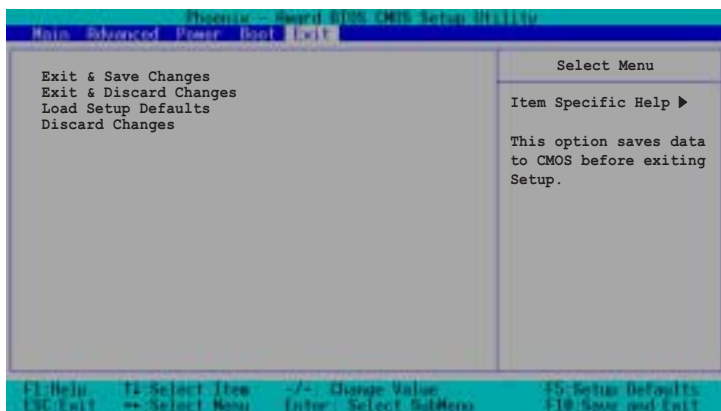 Phoenix - Award BIOS CMOS Setup Utility
Main Advanced Power Boot Exit
Exit & Save Changes
Exit & Discard Changes
Load Setup Defaults
Discard Changes
Select Menu
Item Specific Help ▶
This option saves data
to CMOS before exiting
Setup.
F1:Help ↑↓:Select Item -/+: Change Value F5:Setup Defaults
ESC:Exit ↔:Select Menu Enter: Select SubMenu F10:Save and Exit